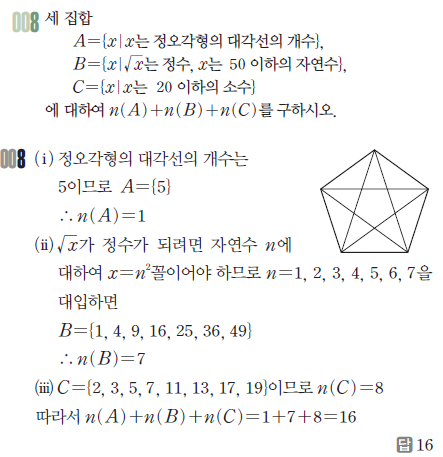 008 세 집합
A={x|x는 정오각형의 대각선의 개수},
B={x|√x는 정수, x는 50 이하의 자연수},
C={x|x는 20 이하의 소수}
에 대하여 n(A)+n(B)+n(C)를 구하시오.
008 (ⅰ) 정오각형의 대각선의 개수는
5이므로 A={5}
∴ n(A)=1
(ⅱ) √x가 정수가 되려면 자연수 n에
대하여 x=n²꼴이어야 하므로 n=1, 2, 3, 4, 5, 6, 7을
대입하면
B={1, 4, 9, 16, 25, 36, 49}
∴ n(B)=7
(ⅲ) C={2, 3, 5, 7, 11, 13, 17, 19}이므로 n(C)=8
따라서 n(A)+n(B)+n(C)=1+7+8=16
답 16